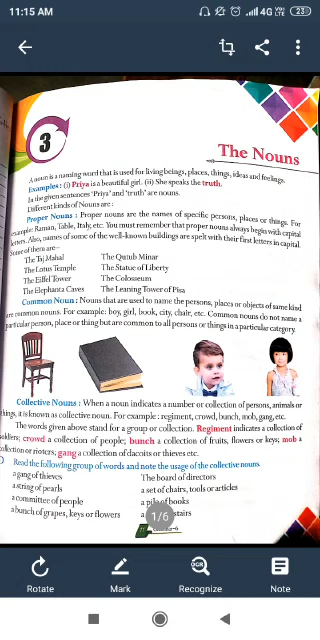 11:15 AM
4G
23
3
The Nouns
A noun is a naming word that is used for living beings, places, things, ideas and feelings.
Examples : (i) Priya is a beautiful girl. (ii) She speaks the truth.
In the given sentences 'Priya' and 'truth' are nouns.
Different kinds of Nouns are :
Proper Nouns : Proper nouns are the names of specific persons, places or things. For
example: Raman, Table, Italy, etc. You must remember that proper nouns always begin with capital
letters. Also, names of some of the well-known buildings are spelt with their first letters in capital.
Some of them are—
The Taj Mahal The Qutub Minar
The Lotus Temple The Statue of Liberty
The Eiffel Tower The Colosseum
The Elephanta Caves The Leaning Tower of Pisa
Common Noun : Nouns that are used to name the persons, places or objects of same kind
are common nouns. For example: boy, girl, book, city, chair, etc. Common nouns do not name a
particular person, place or thing but are common to all persons or things in a particular category.
Collective Nouns : When a noun indicates a number or collection of persons, animals or
things, it is known as collective noun. For example : regiment, crowd, bunch, mob, gang, etc.
The words given above stand for a group or collection. Regiment indicates a collection of
soldiers; crowd a collection of people; bunch a collection of fruits, flowers or keys; mob a
collection or rioters; gang a collection of dacoits or thieves etc.
Read the following group of words and note the usage of the collective nouns.
a gang of thieves The board of directors
a string of pearls a set of chairs, tools or articles
a committee of people a pile of books
a bunch of grapes, keys or flowers a stairs
1/6
Rotate Mark Recognize Note
OCR